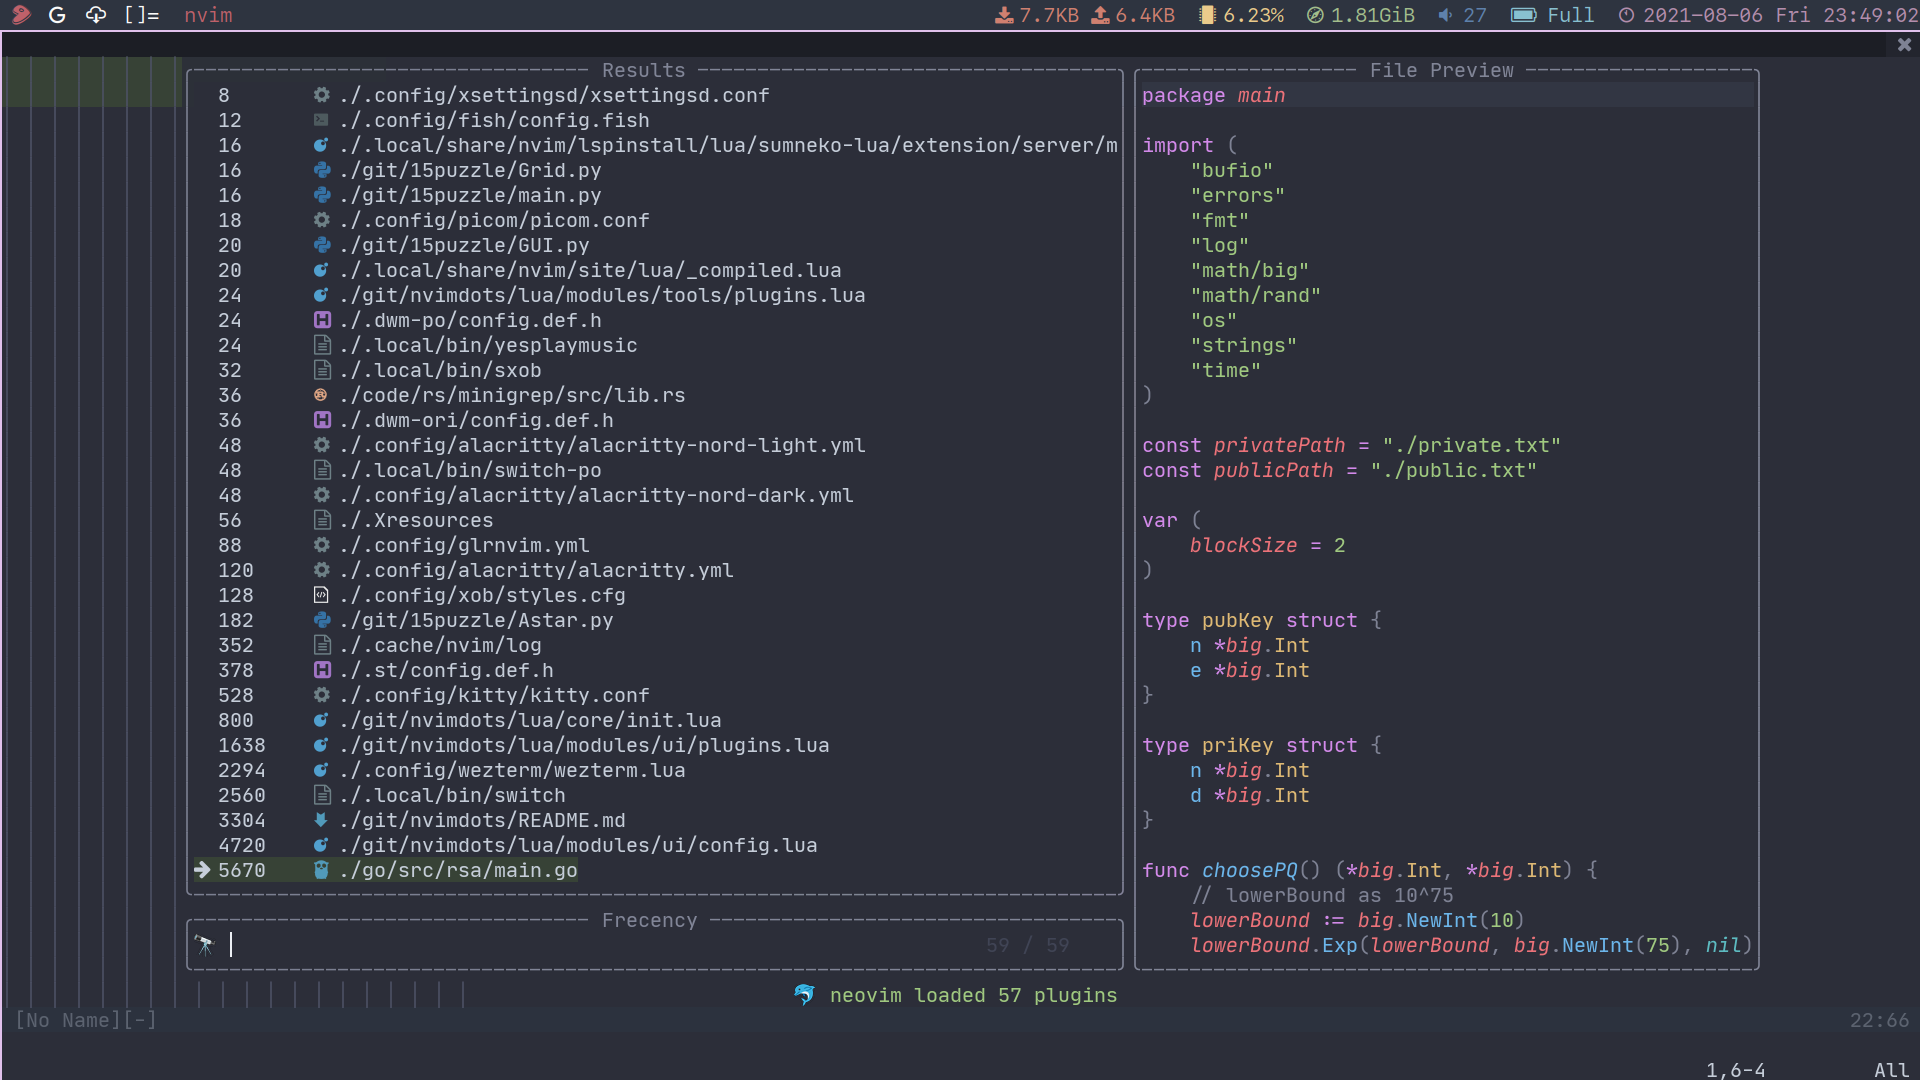 G []= nvim 7.7KB 6.4KB 6.23% 1.81GiB 27 Full 2021-08-06 Fri 23:49:02
Results
8 ./.config/xsettingsd/xsettingsd.conf
12 ./.config/fish/config.fish
16 ./.local/share/nvim/lspinstall/lua/sumneko-lua/extension/server/m
16 ./git/15puzzle/Grid.py
16 ./git/15puzzle/main.py
18 ./.config/picom/picom.conf
20 ./git/15puzzle/GUI.py
20 ./.local/share/nvim/site/lua/_compiled.lua
24 ./git/nvimdots/lua/modules/tools/plugins.lua
24 ./.dwm-po/config.def.h
24 ./.local/bin/yesplaymusic
32 ./.local/bin/sxob
36 ./code/rs/minigrep/src/lib.rs
36 ./.dwm-ori/config.def.h
48 ./.config/alacritty/alacritty-nord-light.yml
48 ./.local/bin/switch-po
48 ./.config/alacritty/alacritty-nord-dark.yml
56 ./.Xresources
88 ./.config/glrnvim.yml
120 ./.config/alacritty/alacritty.yml
128 ./.config/xob/styles.cfg
182 ./git/15puzzle/Astar.py
352 ./.cache/nvim/log
378 ./.st/config.def.h
528 ./.config/kitty/kitty.conf
800 ./git/nvimdots/lua/core/init.lua
1638 ./git/nvimdots/lua/modules/ui/plugins.lua
2294 ./.config/wezterm/wezterm.lua
2560 ./.local/bin/switch
3304 ./git/nvimdots/README.md
4720 ./git/nvimdots/lua/modules/ui/config.lua
5670 ./go/src/rsa/main.go
Frecency
59 / 59
File Preview
package main
import (
"bufio"
"errors"
"fmt"
"log"
"math/big"
"math/rand"
"os"
"strings"
"time"
)
const privatePath = "./private.txt"
const publicPath = "./public.txt"
var (
blockSize = 2
)
type pubKey struct {
n *big.Int
e *big.Int
}
type priKey struct {
n *big.Int
d *big.Int
}
func choosePQ() (*big.Int, *big.Int) {
// lowerBound as 10^75
lowerBound := big.NewInt(10)
lowerBound.Exp(lowerBound, big.NewInt(75), nil)
neovim loaded 57 plugins
[No Name][-] 22:66
1,6-4 All